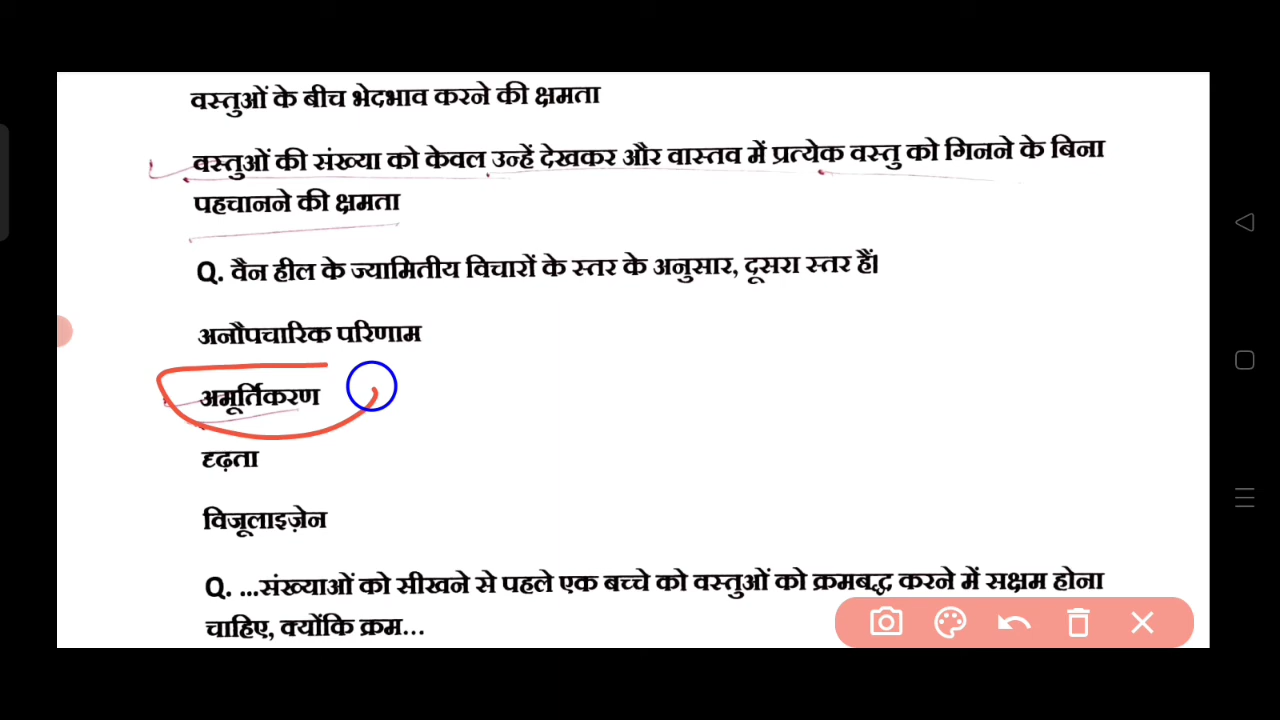 वस्तुओं के बीच भेदभाव करने की क्षमता
वस्तुओं की संख्या को केवल उन्हें देखकर और वास्तव में प्रत्येक वस्तु को गिनने के बिना
पहचानने की क्षमता
Q. वैन हील के ज्यामितीय विचारों के स्तर के अनुसार, दूसरा स्तर हैं।
अनौपचारिक परिणाम
अमूर्तिकरण
दृढ़ता
विजूलाइज़ेन
Q. ...संख्याओं को सीखने से पहले एक बच्चे को वस्तुओं को क्रमबद्ध करने में सक्षम होना
चाहिए, क्योंकि क्रम...